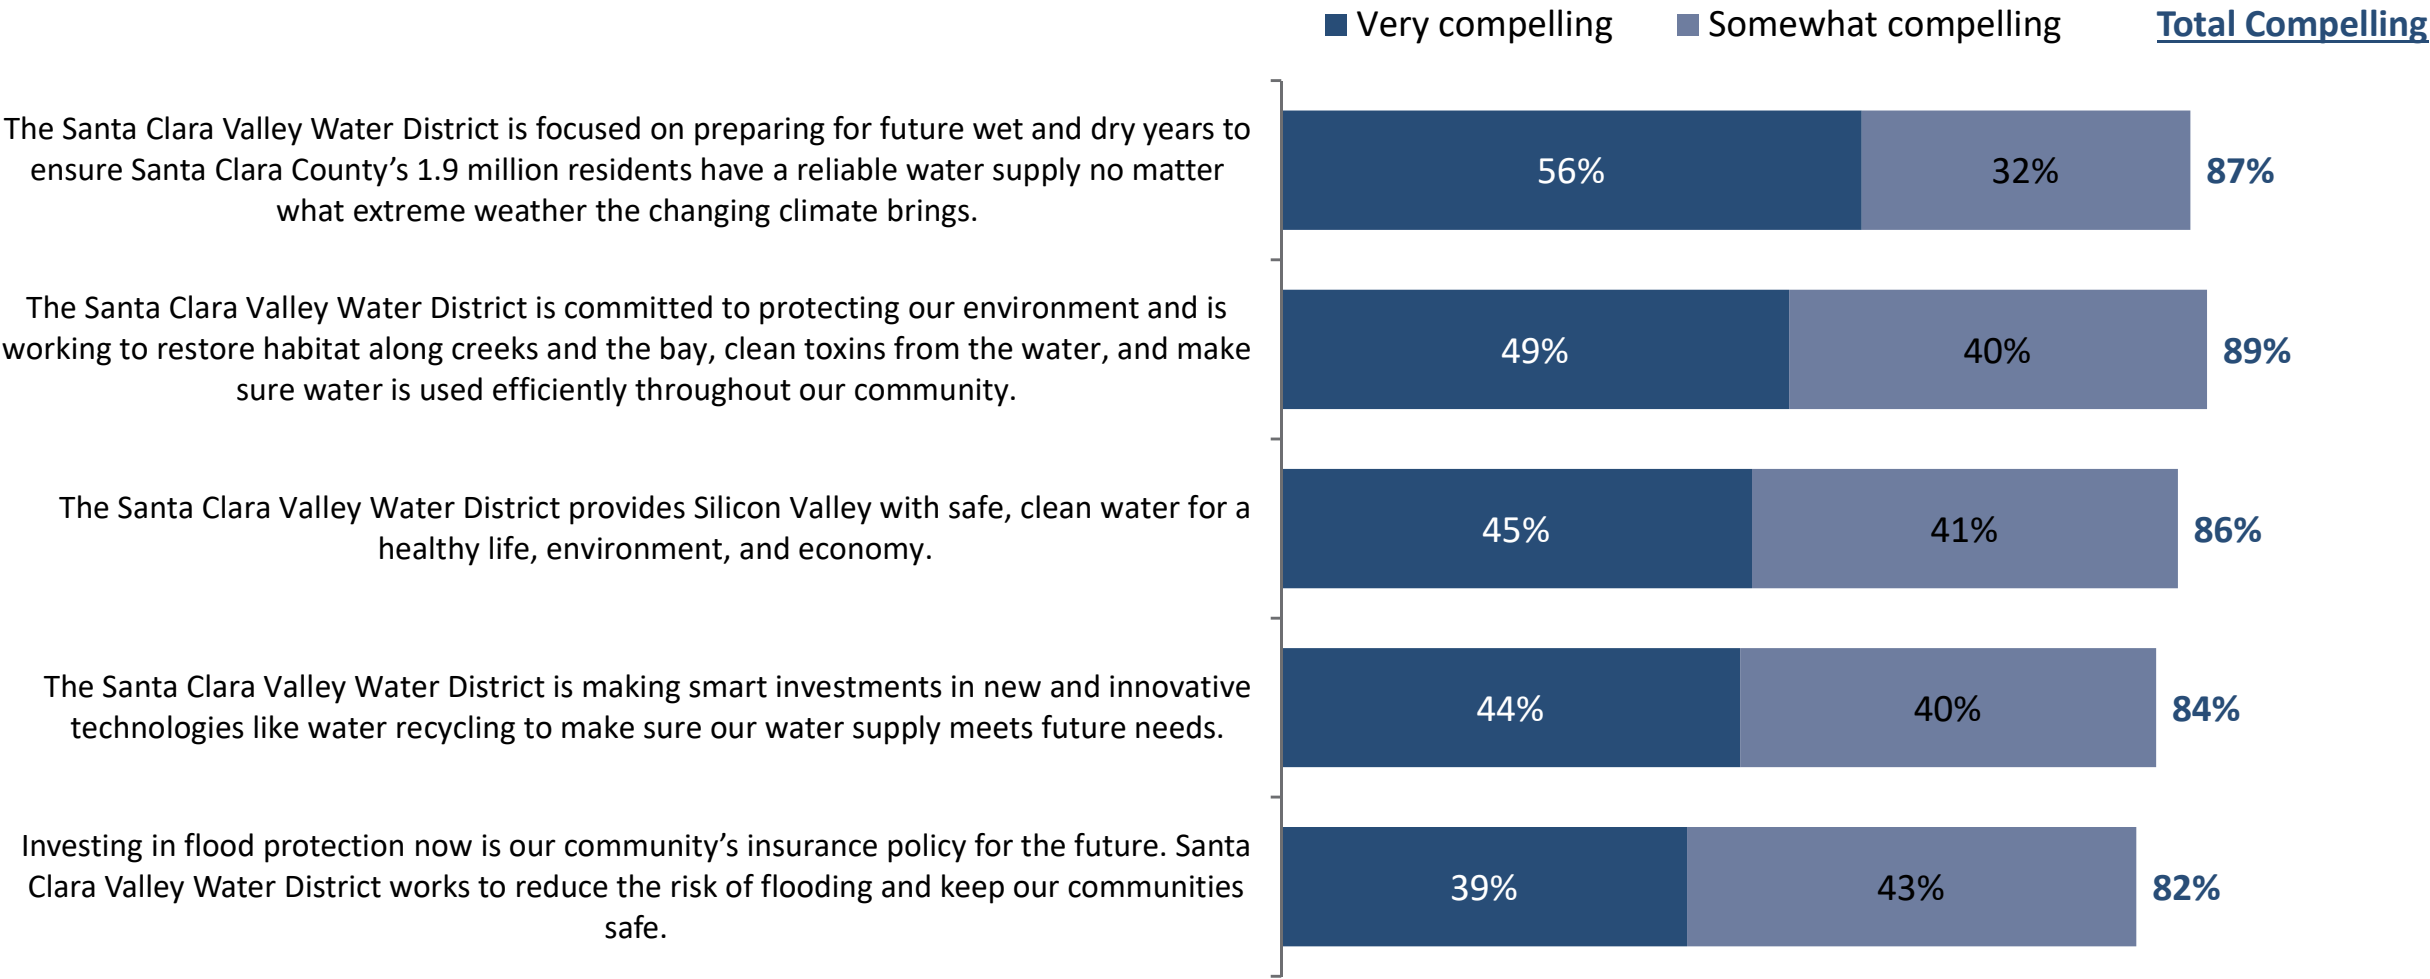 Very compelling Somewhat compelling Total Compelling
The Santa Clara Valley Water District is focused on preparing for future wet and dry years to
ensure Santa Clara County’s 1.9 million residents have a reliable water supply no matter
what extreme weather the changing climate brings.
56% 32% 87%
The Santa Clara Valley Water District is committed to protecting our environment and is
working to restore habitat along creeks and the bay, clean toxins from the water, and make
sure water is used efficiently throughout our community.
49% 40% 89%
The Santa Clara Valley Water District provides Silicon Valley with safe, clean water for a
healthy life, environment, and economy.
45% 41% 86%
The Santa Clara Valley Water District is making smart investments in new and innovative
technologies like water recycling to make sure our water supply meets future needs.
44% 40% 84%
Investing in flood protection now is our community’s insurance policy for the future. Santa
Clara Valley Water District works to reduce the risk of flooding and keep our communities
safe.
39% 43% 82%